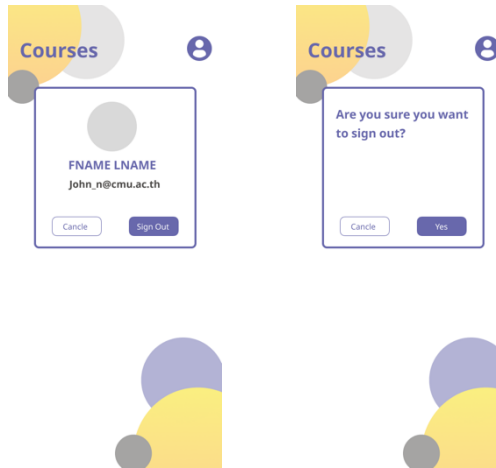 Courses
FNAME LNAME
John_n@cmu.ac.th
Cancle
Sign Out
Courses
Are you sure you want
to sign out?
Cancle
Yes